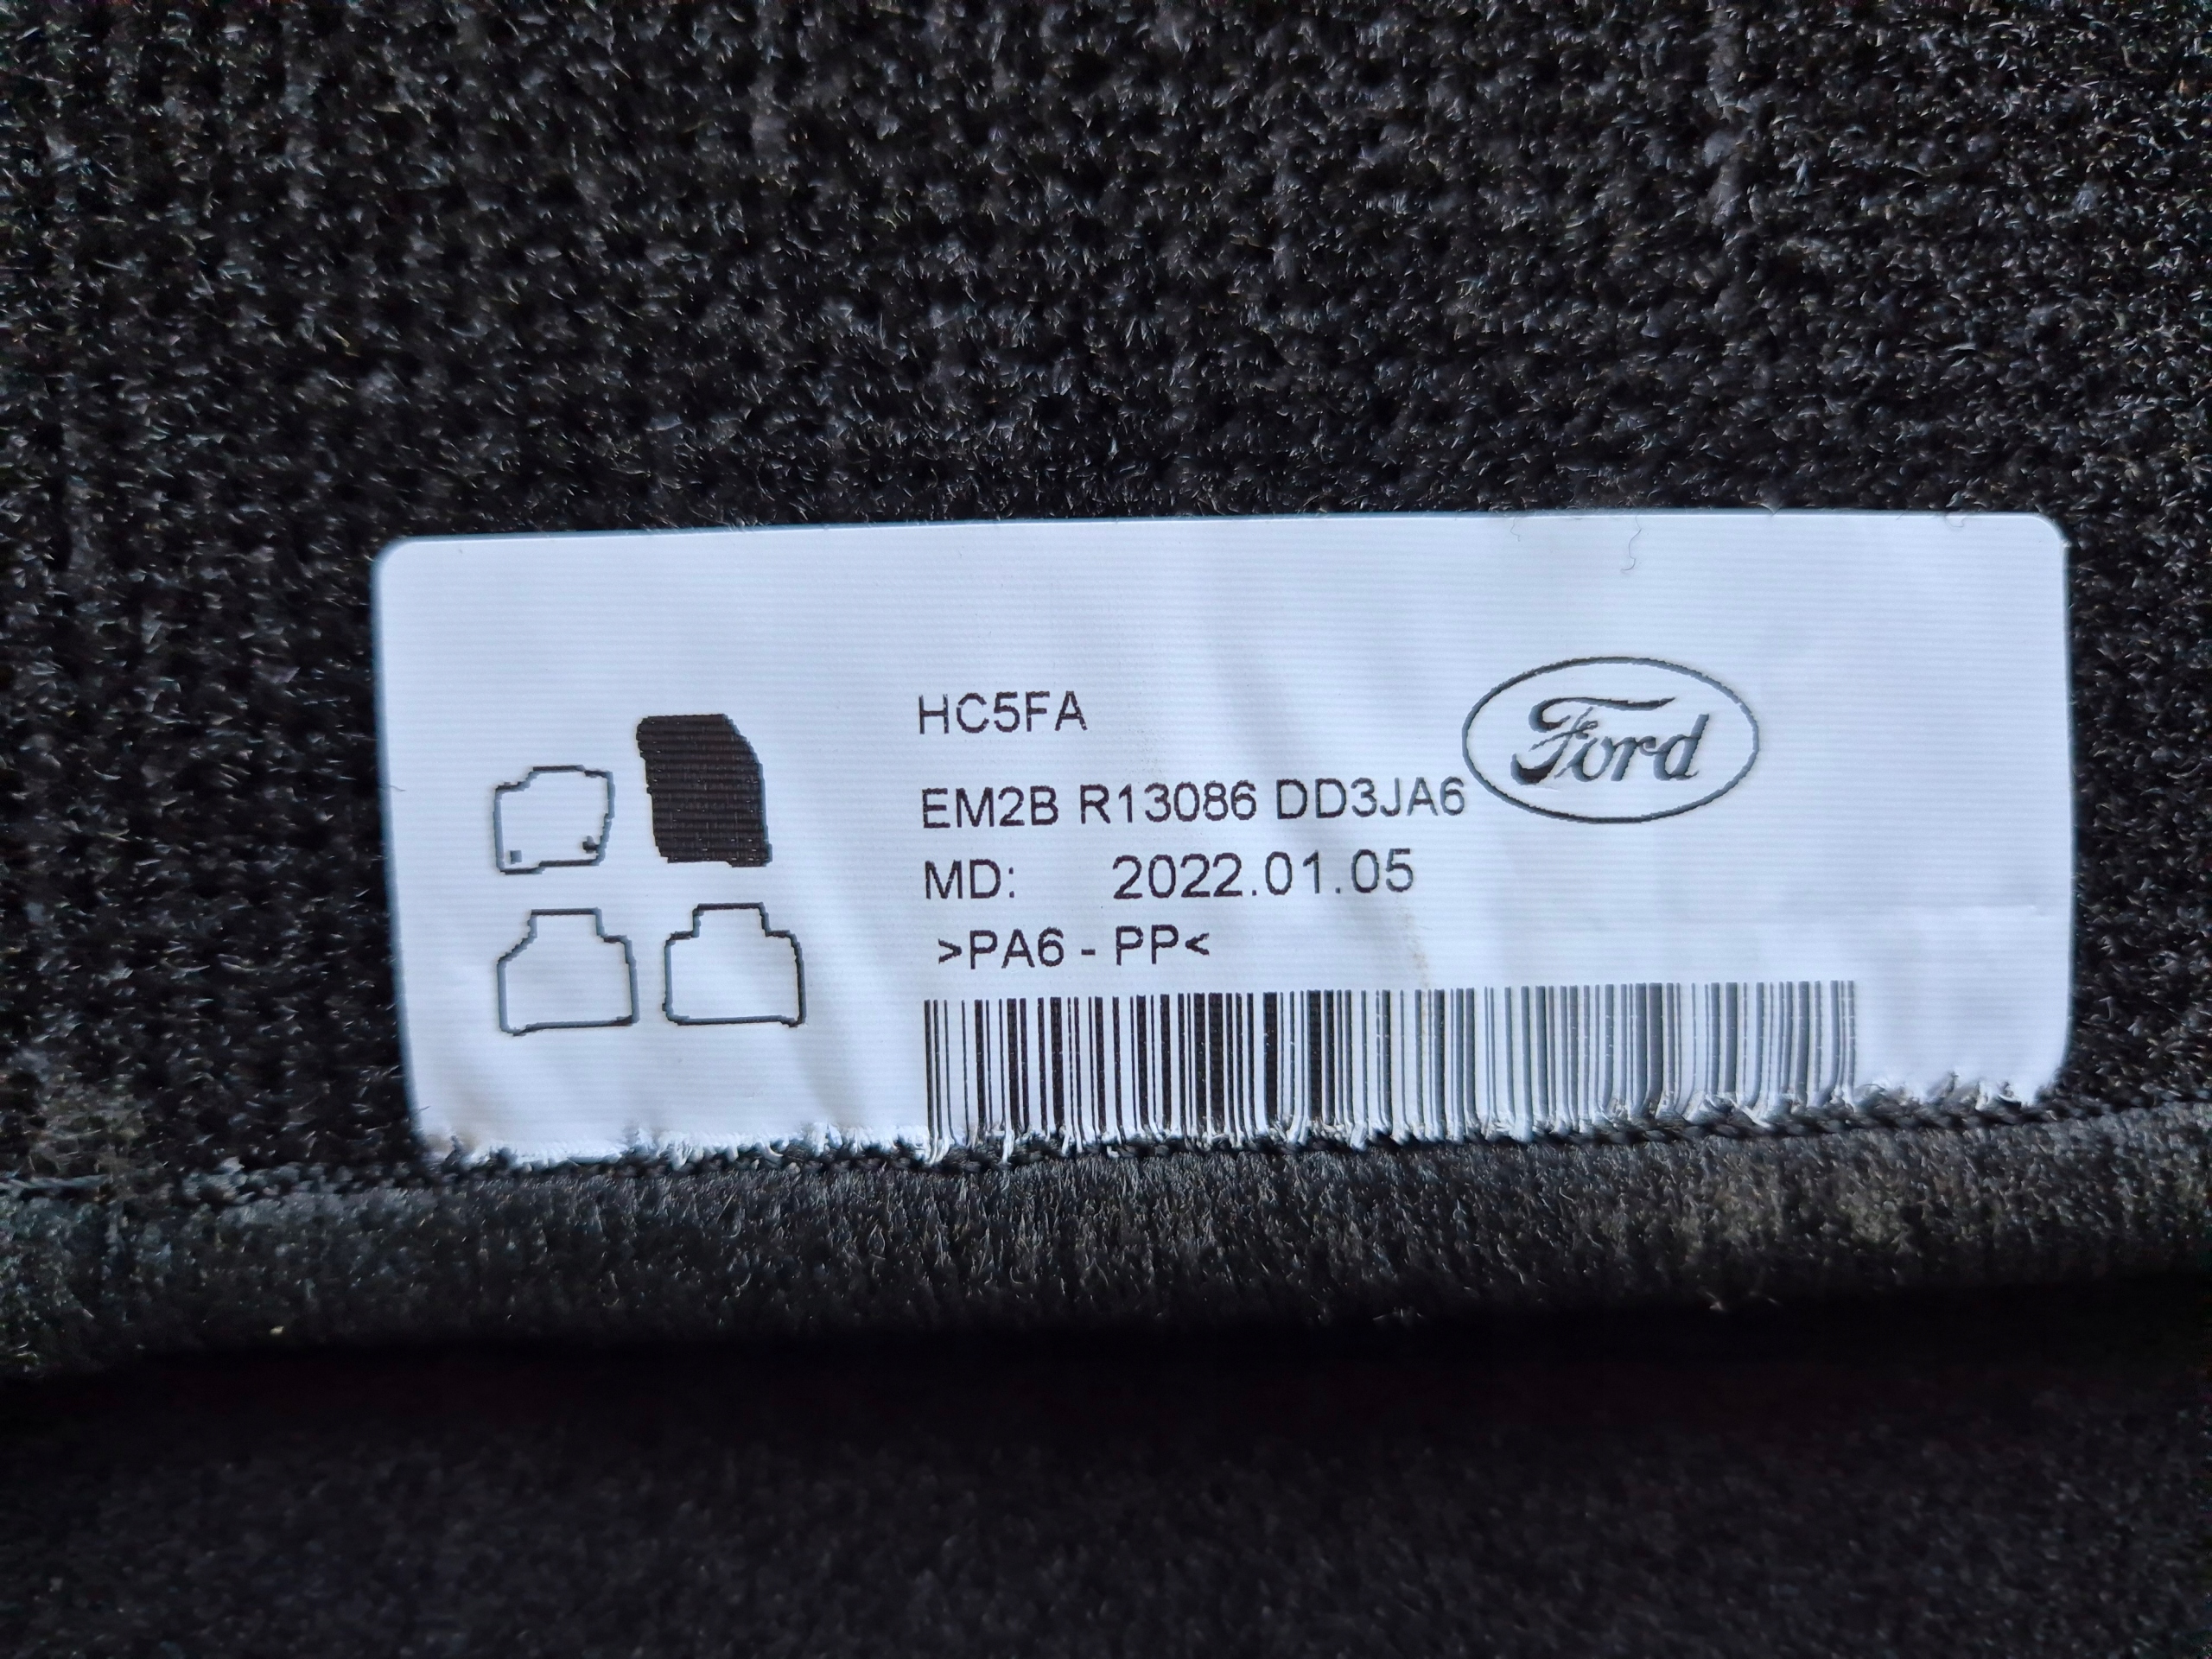 HC5FA
Ford
EM2B R13086 DD3JA6
MD: 2022.01.05
>PA6 - PP<